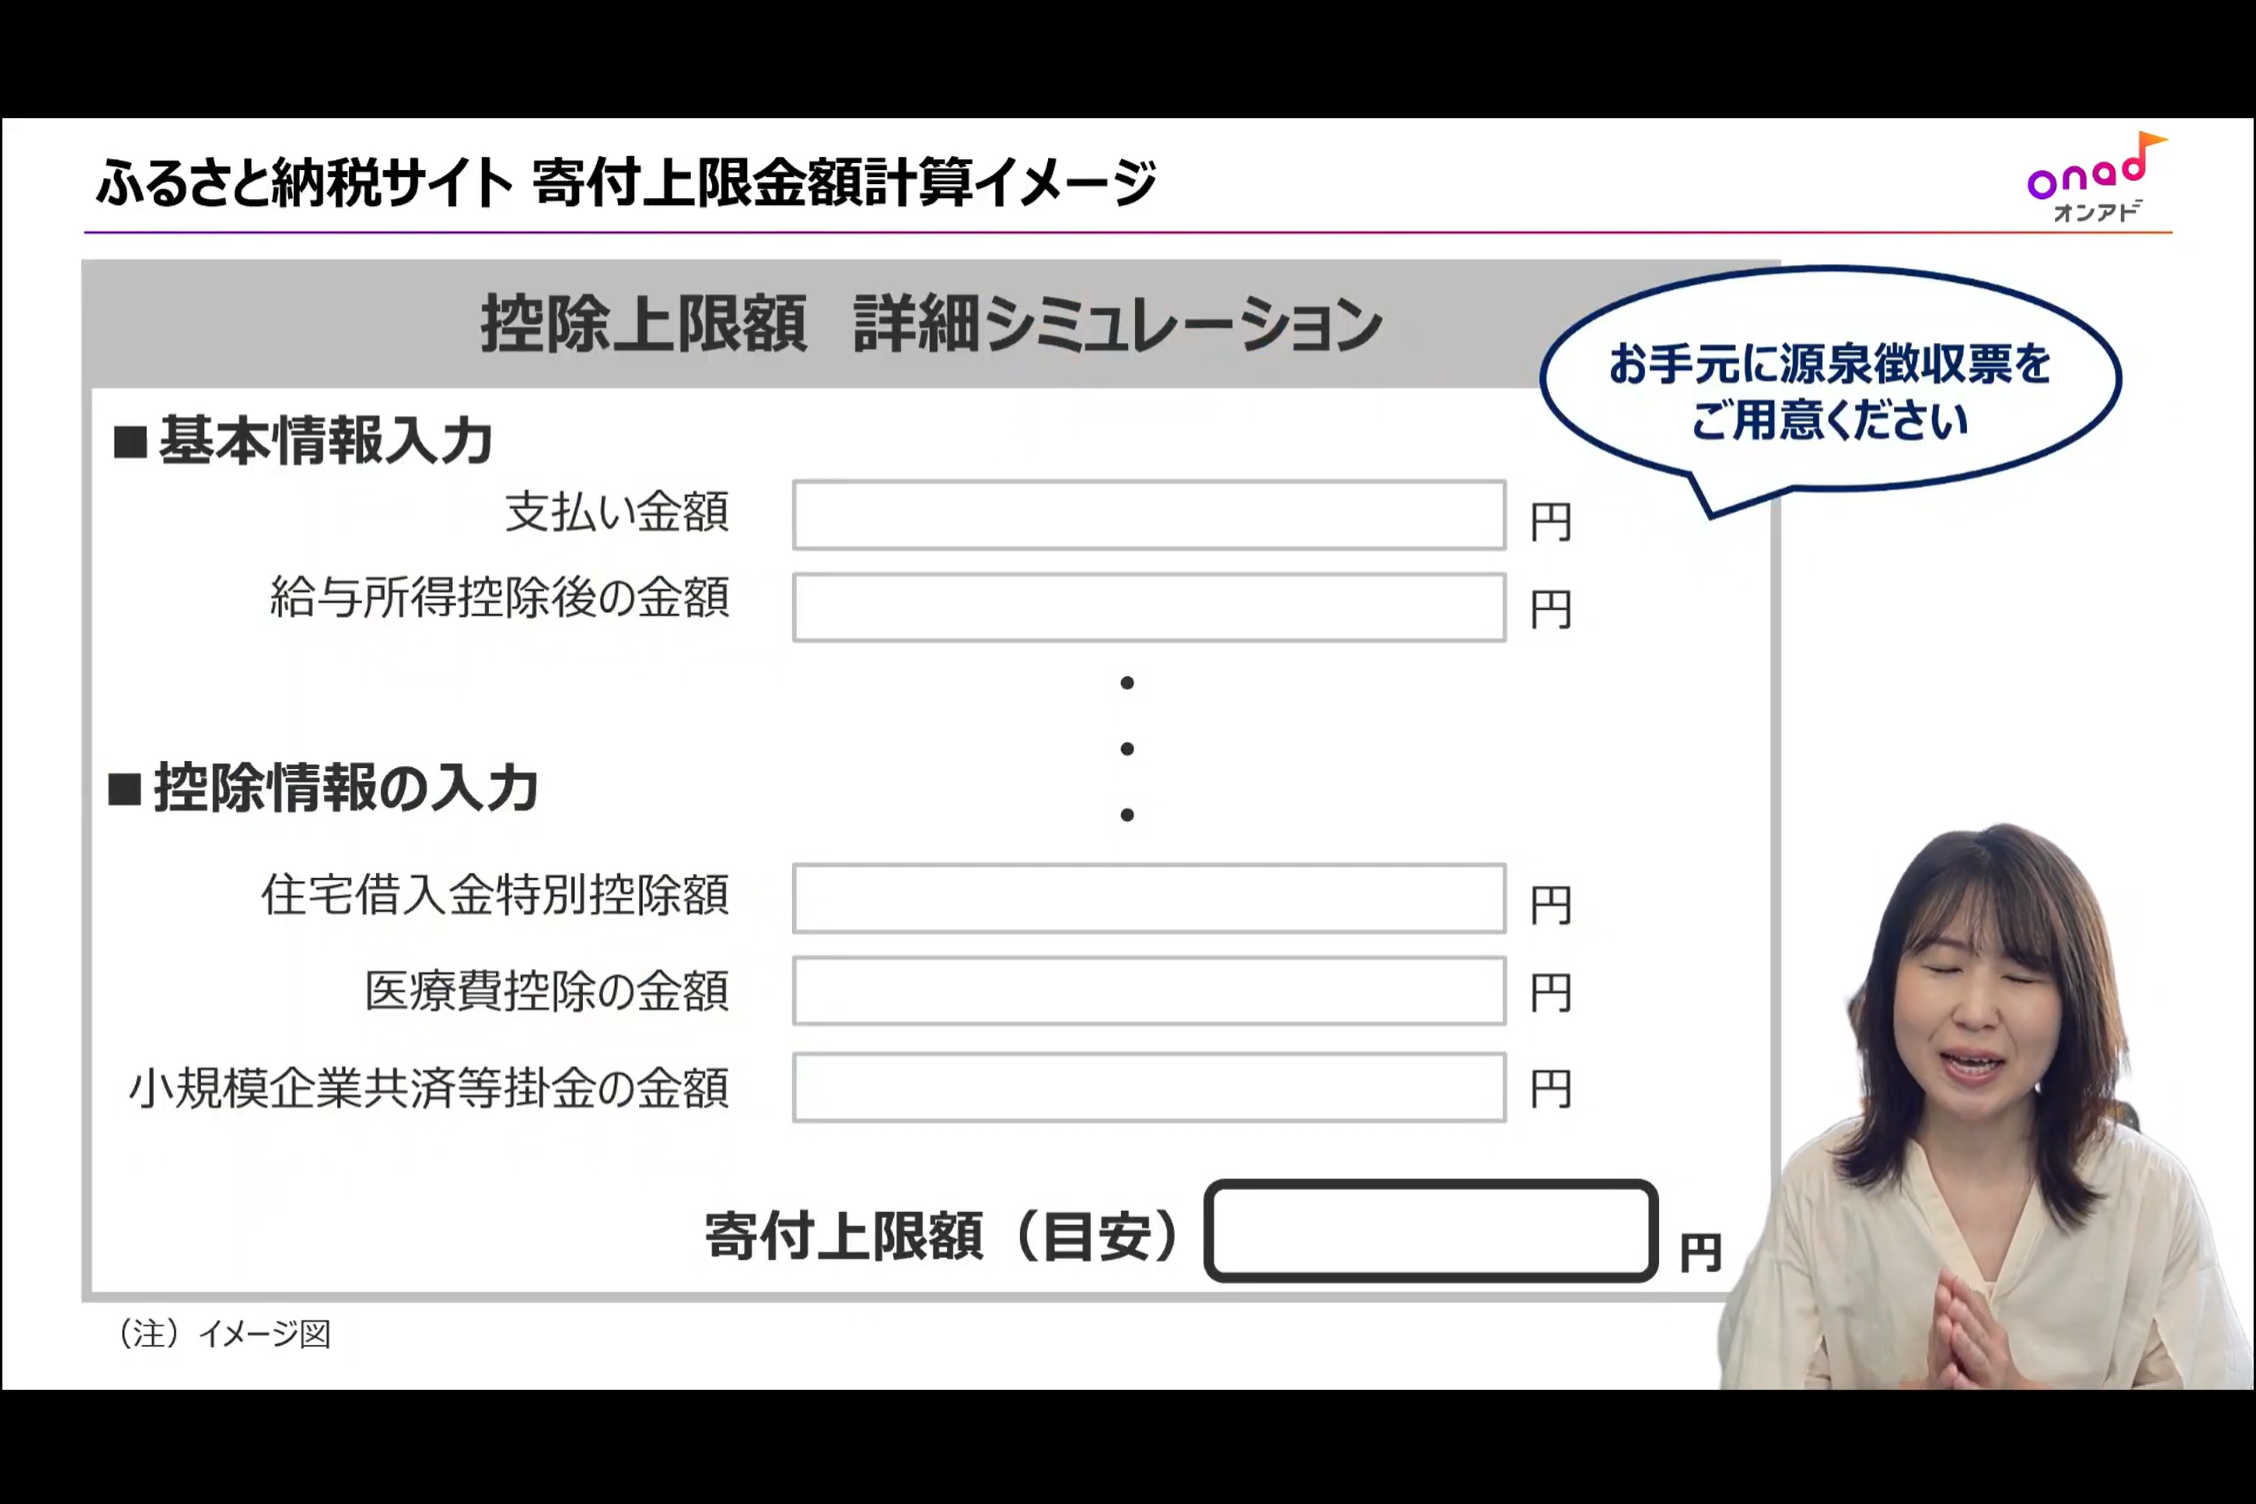 ふるさと納税サイト 寄付上限金額計算イメージ
onad
オンアド
控除上限額　詳細シミュレーション
お手元に源泉徴収票を
ご用意ください
■基本情報入力
支払い金額 円
給与所得控除後の金額 円
・
・
・
■控除情報の入力
住宅借入金特別控除額 円
医療費控除の金額 円
小規模企業共済等掛金の金額 円
寄付上限額（目安） 円
（注）イメージ図